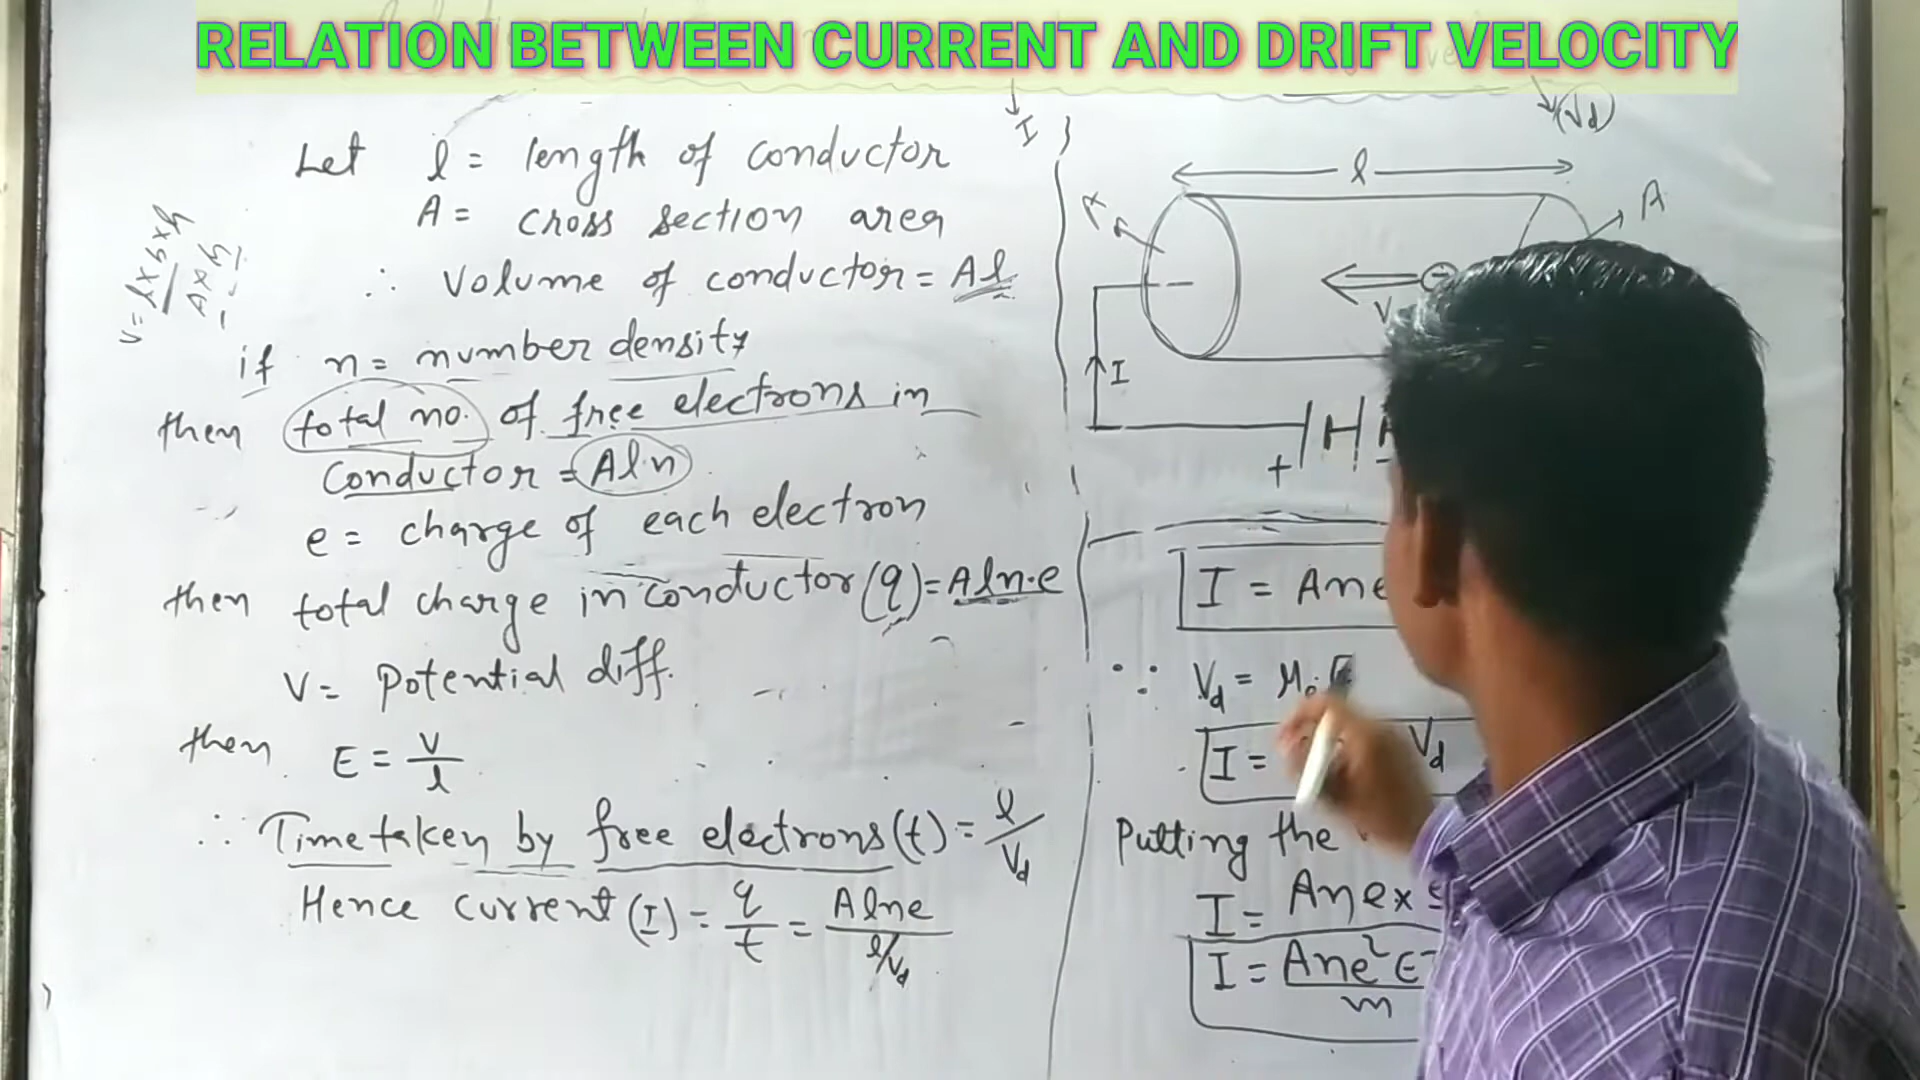 RELATION BETWEEN CURRENT AND DRIFT VELOCITY
Let l = length of conductor
A = cross section area
∴ Volume of conductor = Al
V = l×b×h
A×h
if n = number density
then total no. of free electrons in
Conductor = Al.n
e = charge of each electron
then total charge in conductor (q) = Aln.e
V = Potential diff.
then E = V/l
∴ Time taken by free electrons (t) = l/Vd
Hence current (I) = q/t = Alne/(l/Vd)
I
(Vd)
l
A
A
V
I
+
I = Ane
∵ Vd =
I = Vd
Putting the
I = Ane×
I = Ane²E/m